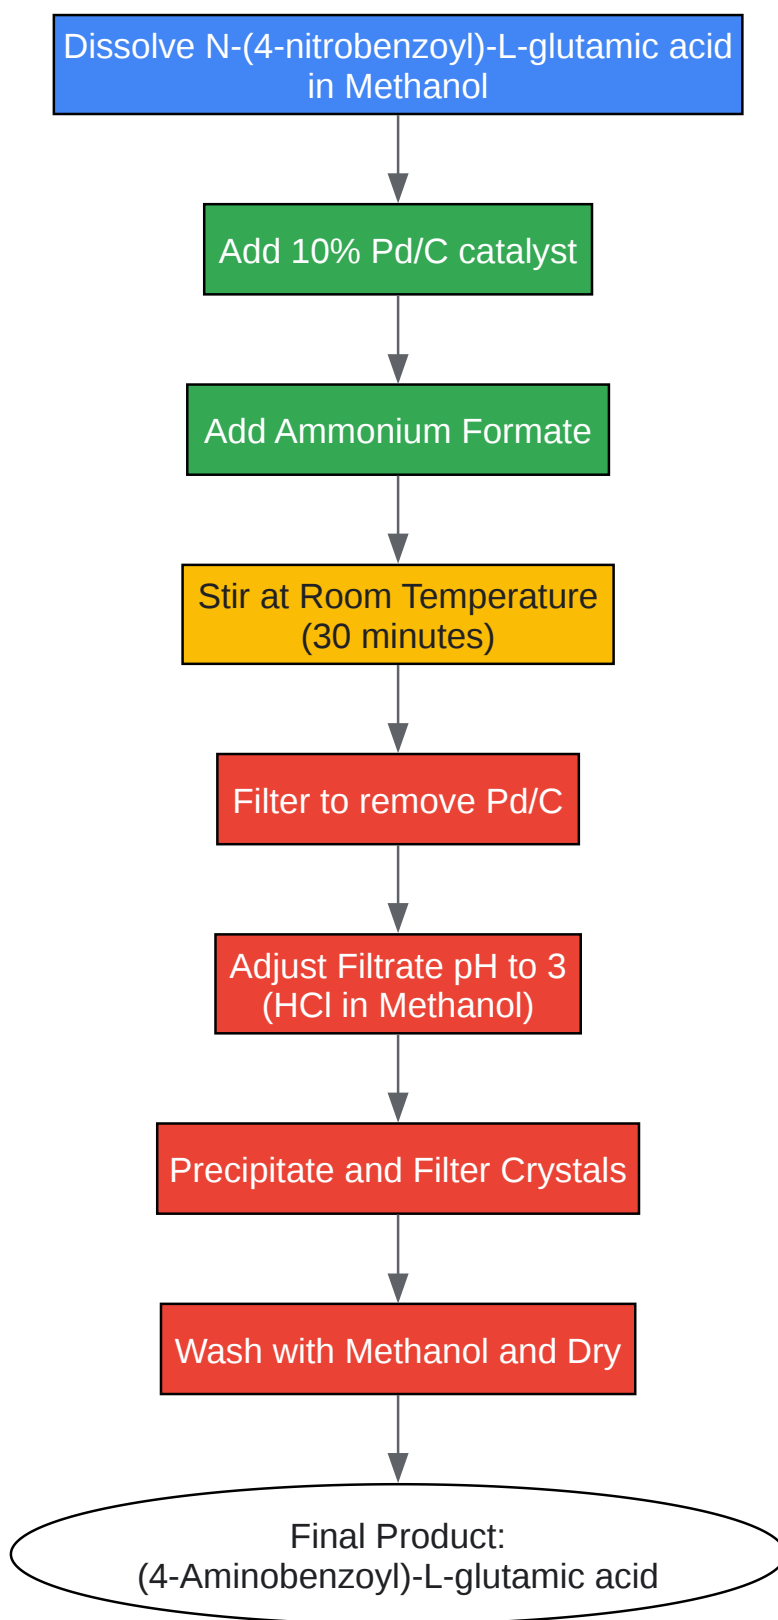 Dissolve N-(4-nitrobenzoyl)-L-glutamic acid
in Methanol
Add 10% Pd/C catalyst
Add Ammonium Formate
Stir at Room Temperature
(30 minutes)
Filter to remove Pd/C
Adjust Filtrate pH to 3
(HCl in Methanol)
Precipitate and Filter Crystals
Wash with Methanol and Dry
Final Product:
(4-Aminobenzoyl)-L-glutamic acid